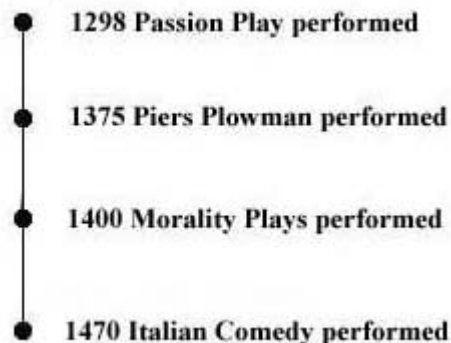 1298 Passion Play performed
1375 Piers Plowman performed
1400 Morality Plays performed
1470 Italian Comedy performed